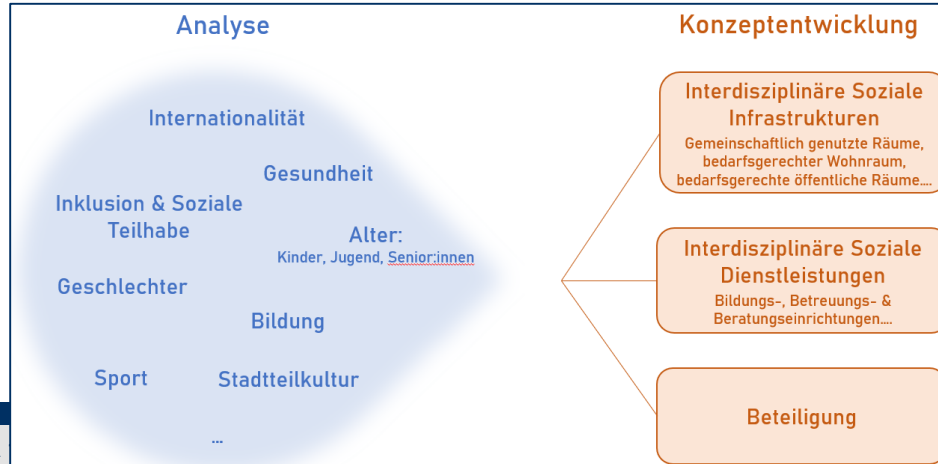 Analyse
Internationalität
Gesundheit
Inklusion & Soziale
Teilhabe
Alter:
Kinder, Jugend, Senior:innen
Geschlechter
Bildung
Sport
Stadtteilkultur
...
Konzeptentwicklung
Interdisziplinäre Soziale
Infrastrukturen
Gemeinschaftlich genutzte Räume,
bedarfsgerechter Wohnraum,
bedarfsgerechte öffentliche Räume....
Interdisziplinäre Soziale
Dienstleistungen
Bildungs-, Betreuungs- &
Beratungseinrichtungen....
Beteiligung